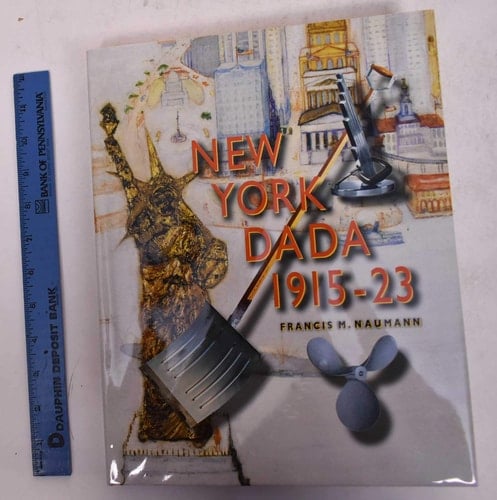 NEW
YORK
DADA
1915-23
FRANCIS M. NAUMANN
DAUPHIN DEPOSIT BANK
BANK OF PENNSYLVANIA